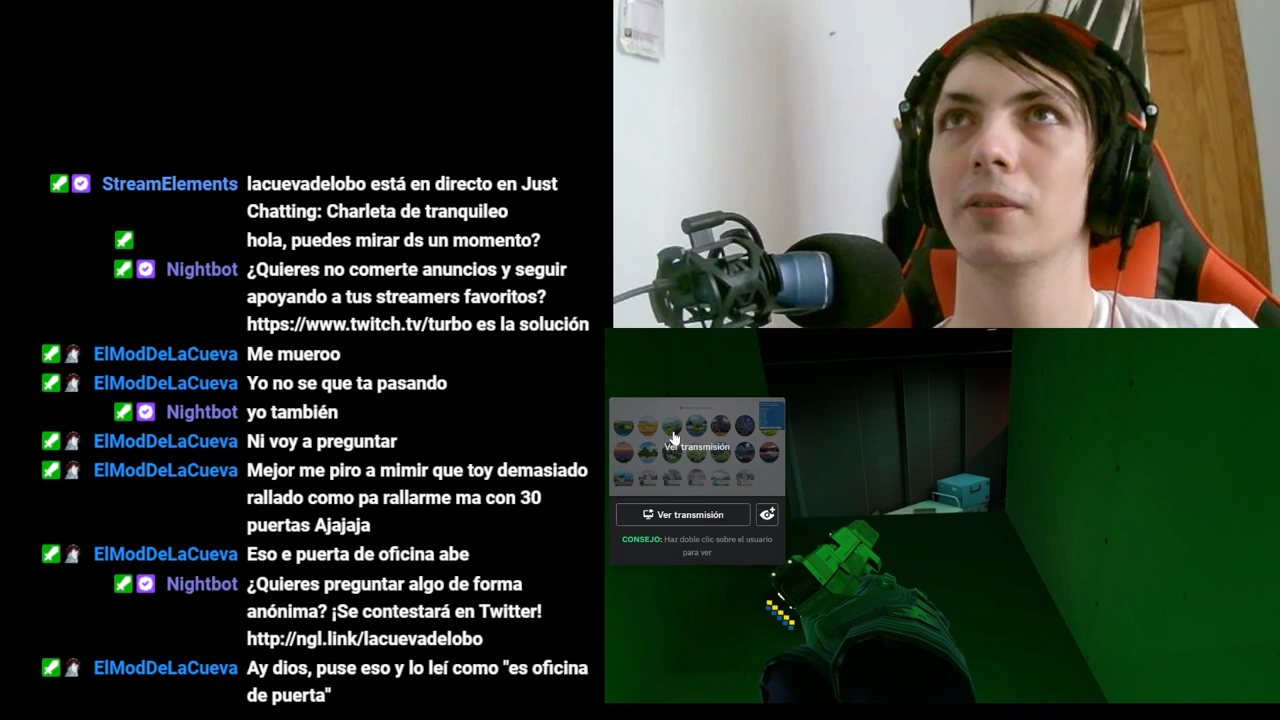 StreamElements lacuevadelobo está en directo en Just
Chatting: Charleta de tranquileo
hola, puedes mirar ds un momento?
Nightbot ¿Quieres no comerte anuncios y seguir
apoyando a tus streamers favoritos?
https://www.twitch.tv/turbo es la solución
ElModDeLaCueva Me mueroo
ElModDeLaCueva Yo no se que ta pasando
Nightbot yo también
ElModDeLaCueva Ni voy a preguntar
ElModDeLaCueva Mejor me piro a mimir que toy demasiado
rallado como pa rallarme ma con 30
puertas Ajajaja
ElModDeLaCueva Eso e puerta de oficina abe
Nightbot ¿Quieres preguntar algo de forma
anónima? ¡Se contestará en Twitter!
http://ngl.link/lacuevadelobo
ElModDeLaCueva Ay dios, puse eso y lo leí como "es oficina
de puerta"
Ver transmisión
Ver transmisión
CONSEJO: Haz doble clic sobre el usuario
para ver